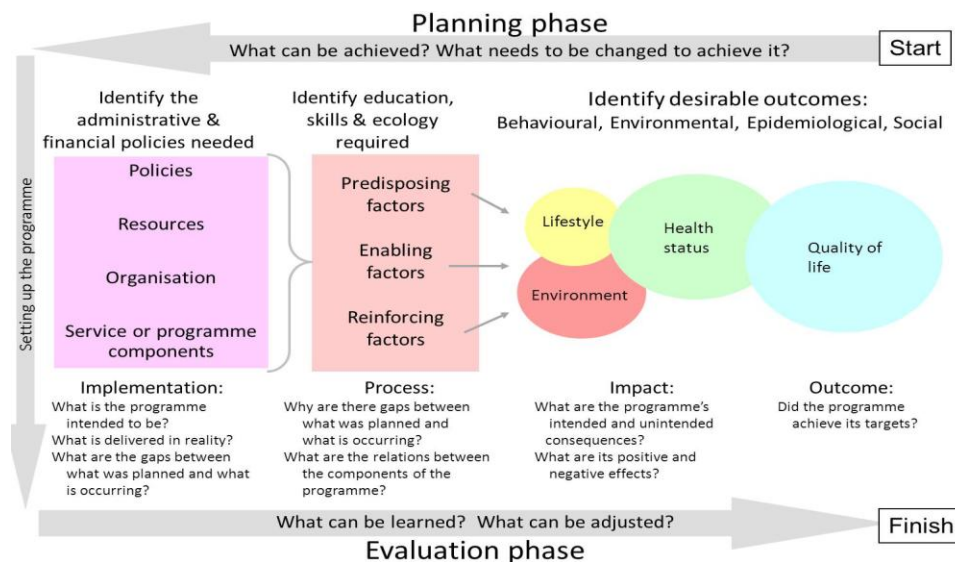 Planning phase
What can be achieved? What needs to be changed to achieve it?
Start
Setting up the programme
Identify the
administrative &
financial policies needed
Policies
Resources
Organisation
Service or programme
components
Identify education,
skills & ecology
required
Predisposing
factors
Enabling
factors
Reinforcing
factors
Identify desirable outcomes:
Behavioural, Environmental, Epidemiological, Social
Lifestyle
Environment
Health
status
Quality of
life
Implementation:
What is the programme
intended to be?
What is delivered in reality?
What are the gaps between
what was planned and what
is occurring?
Process:
Why are there gaps between
what was planned and
what is occurring?
What are the relations between
the components of the
programme?
Impact:
What are the programme's
intended and unintended
consequences?
What are its positive and
negative effects?
Outcome:
Did the programme
achieve its targets?
What can be learned? What can be adjusted?
Finish
Evaluation phase